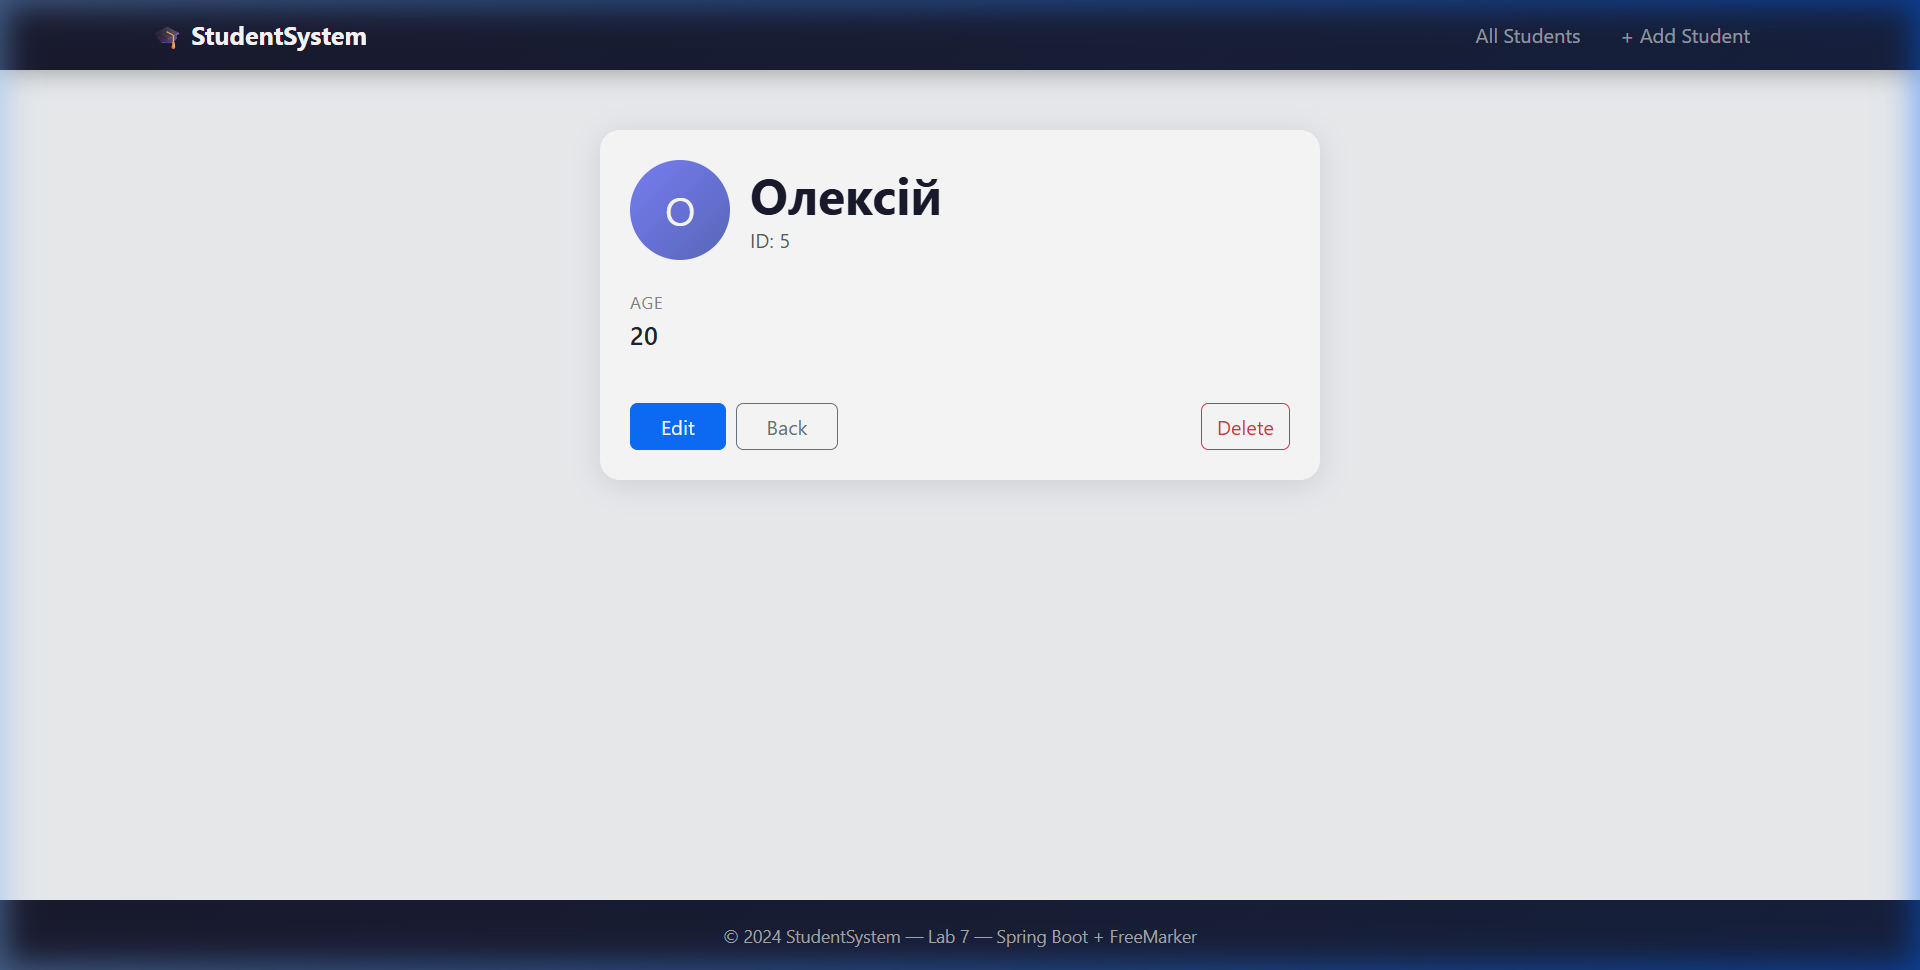 StudentSystem
All Students
+ Add Student
О
Олексій
ID: 5
AGE
20
Edit
Back
Delete
© 2024 StudentSystem — Lab 7 — Spring Boot + FreeMarker